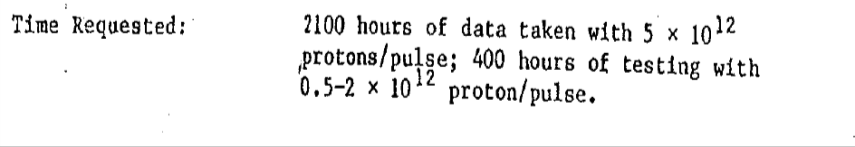 Time Requested: 2100 hours of data taken with 5 × 10¹²
protons/pulse; 400 hours of testing with
0.5-2 × 10¹² proton/pulse.